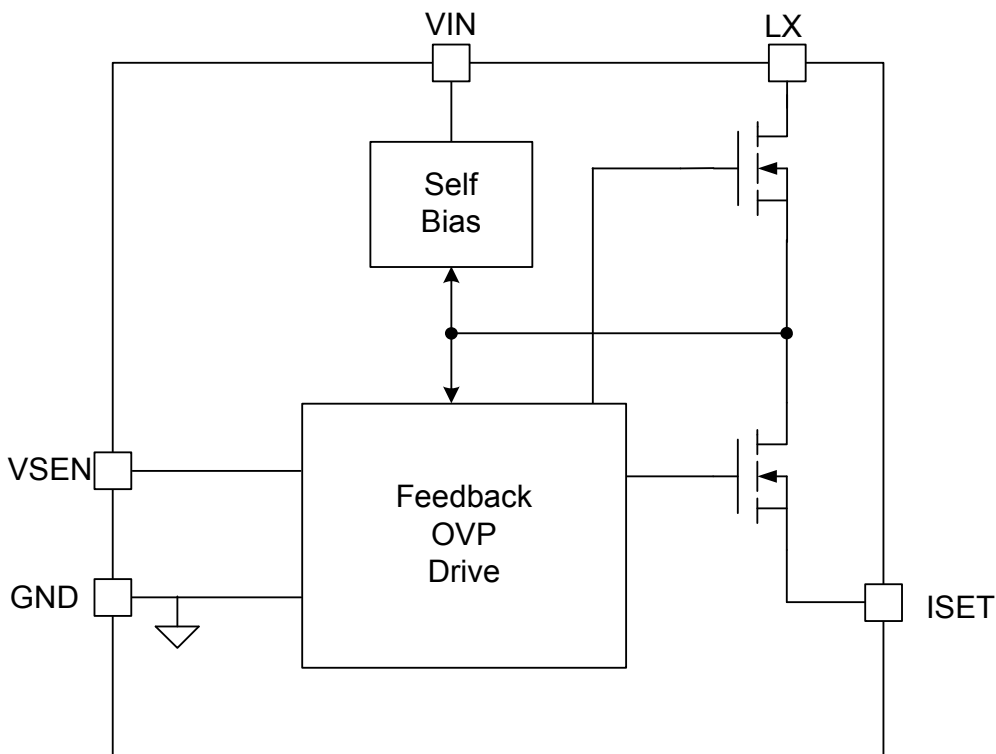 VIN
LX
Self
Bias
VSEN
Feedback
OVP
Drive
GND
ISET